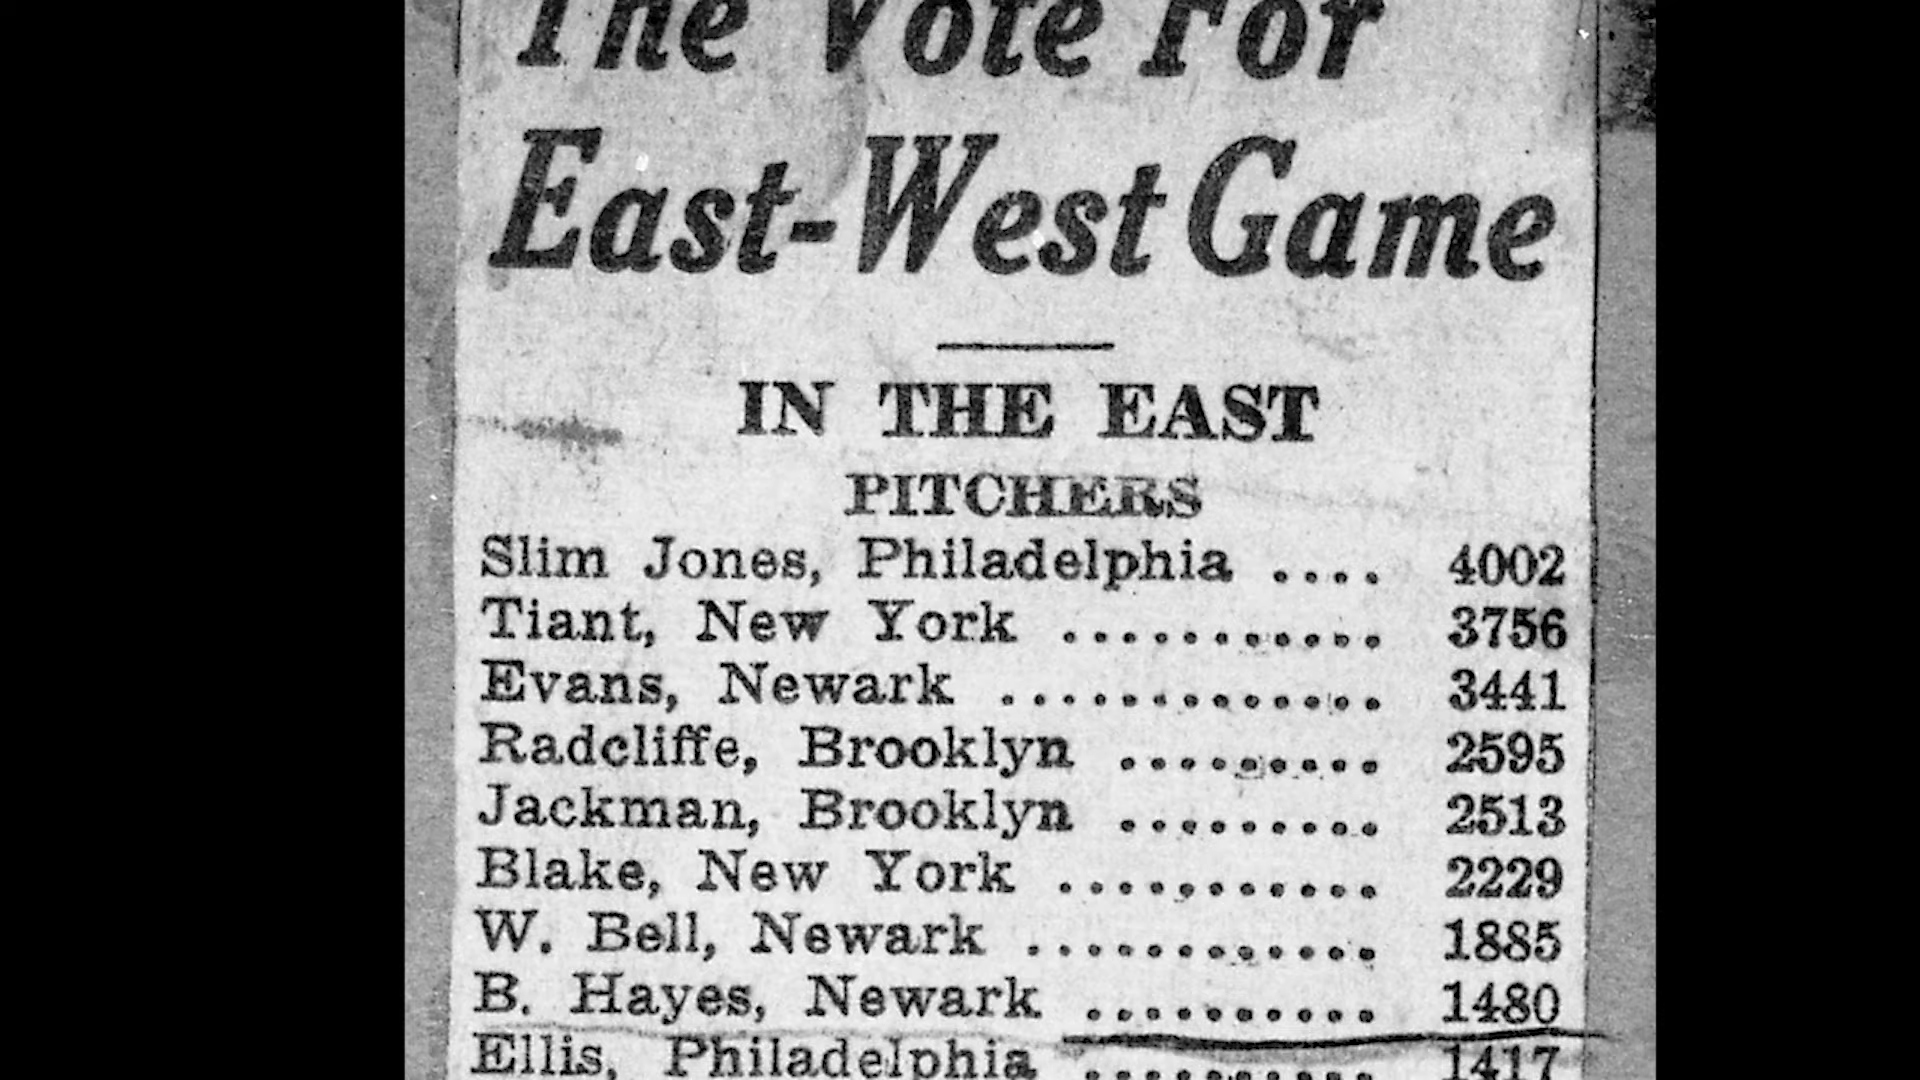 The Vote For
East-West Game
IN THE EAST
PITCHERS
Slim Jones, Philadelphia .... 4002
Tiant, New York ........... 3756
Evans, Newark ............. 3441
Radcliffe, Brooklyn ......... 2595
Jackman, Brooklyn ......... 2513
Blake, New York ........... 2229
W. Bell, Newark ............ 1885
B. Hayes, Newark .......... 1480
Ellis, Philadelphia .......... 1417